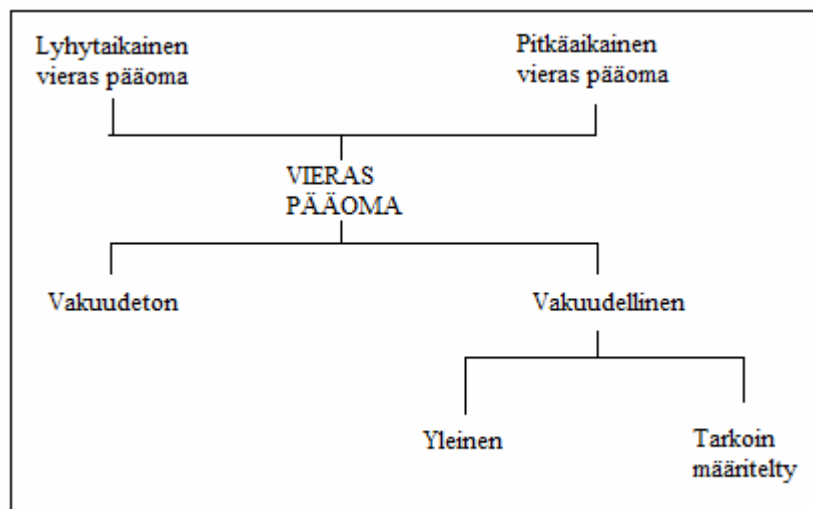 Lyhytaikainen
vieras pääoma
Pitkäaikainen
vieras pääoma
VIERAS
PÄÄOMA
Vakuudeton
Vakuudellinen
Yleinen
Tarkoin
määritelty